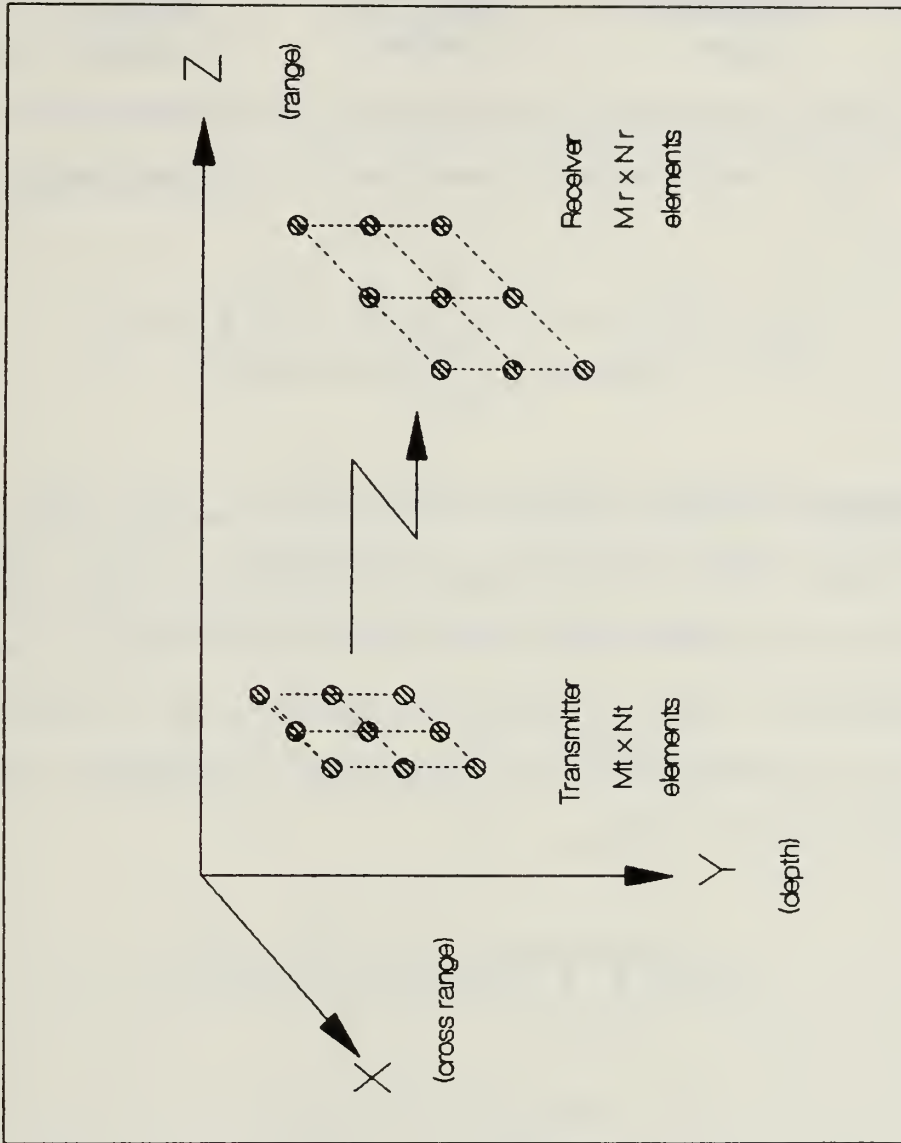 Z
(range)
Receiver
Mr x Nr
elements
Transmitter
Mt x Nt
elements
Y
(depth)
X
(cross range)